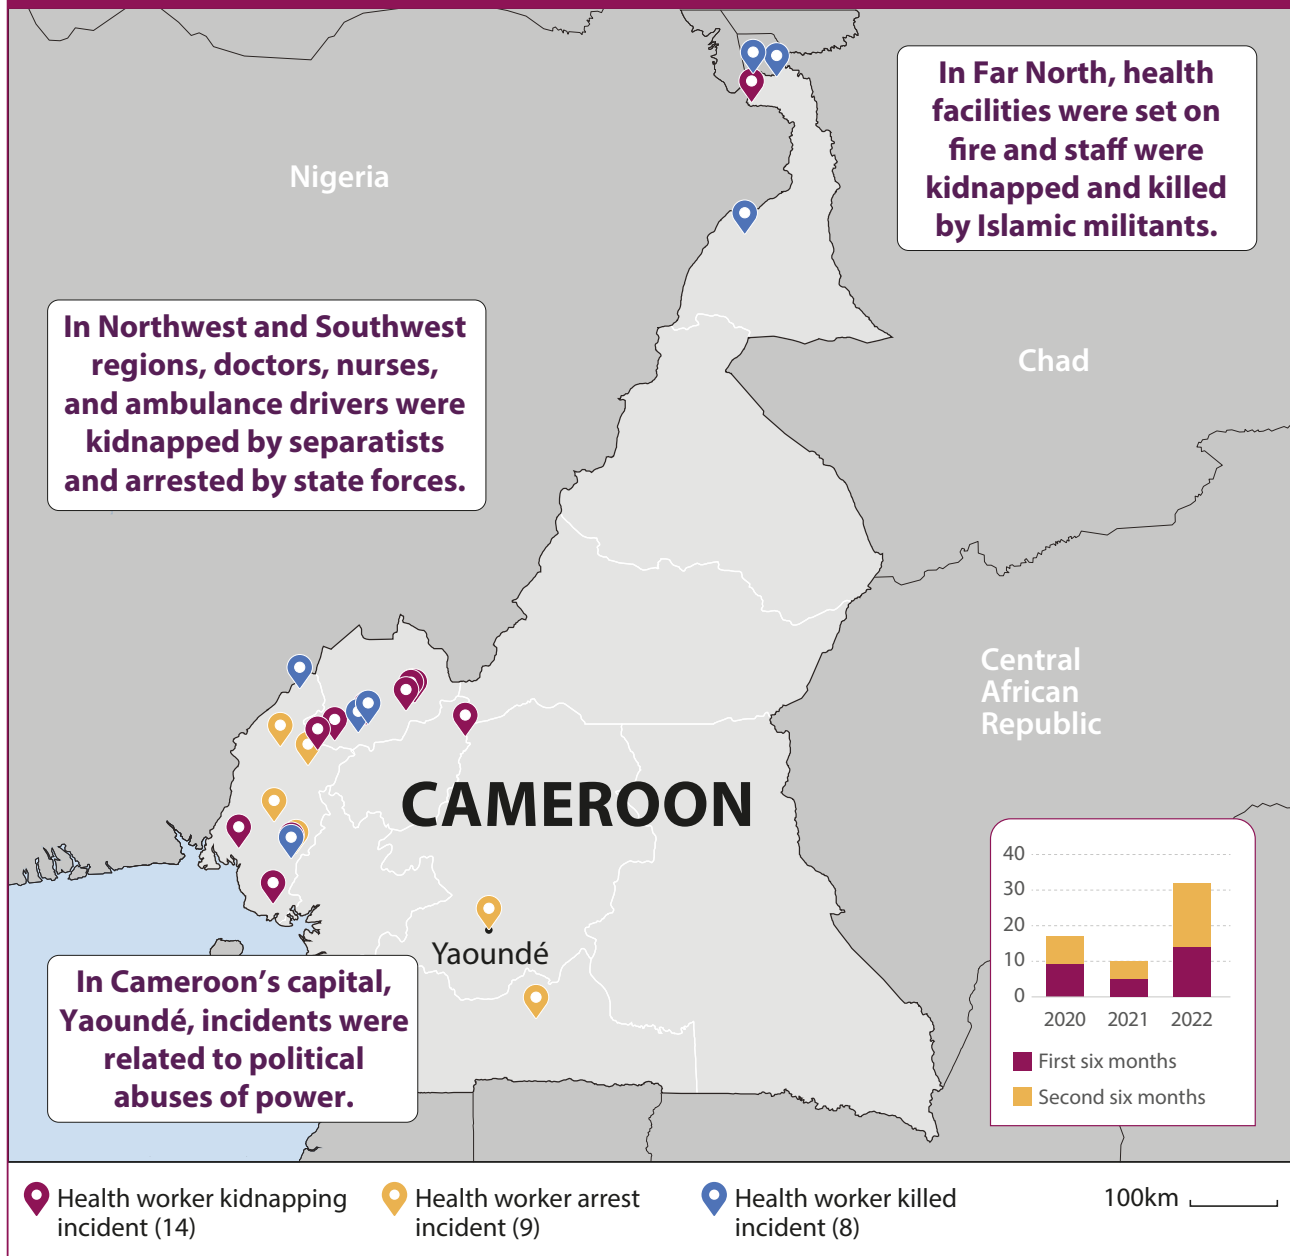 In Far North, health
facilities were set on
fire and staff were
kidnapped and killed
by Islamic militants.
Nigeria
In Northwest and Southwest
regions, doctors, nurses,
and ambulance drivers were
kidnapped by separatists
and arrested by state forces.
Chad
Central
African
Republic
CAMEROON
Yaoundé
In Cameroon’s capital,
Yaoundé, incidents were
related to political
abuses of power.
40
30
20
10
0
2020 2021 2022
First six months
Second six months
Health worker kidnapping
incident (14)
Health worker arrest
incident (9)
Health worker killed
incident (8)
100km